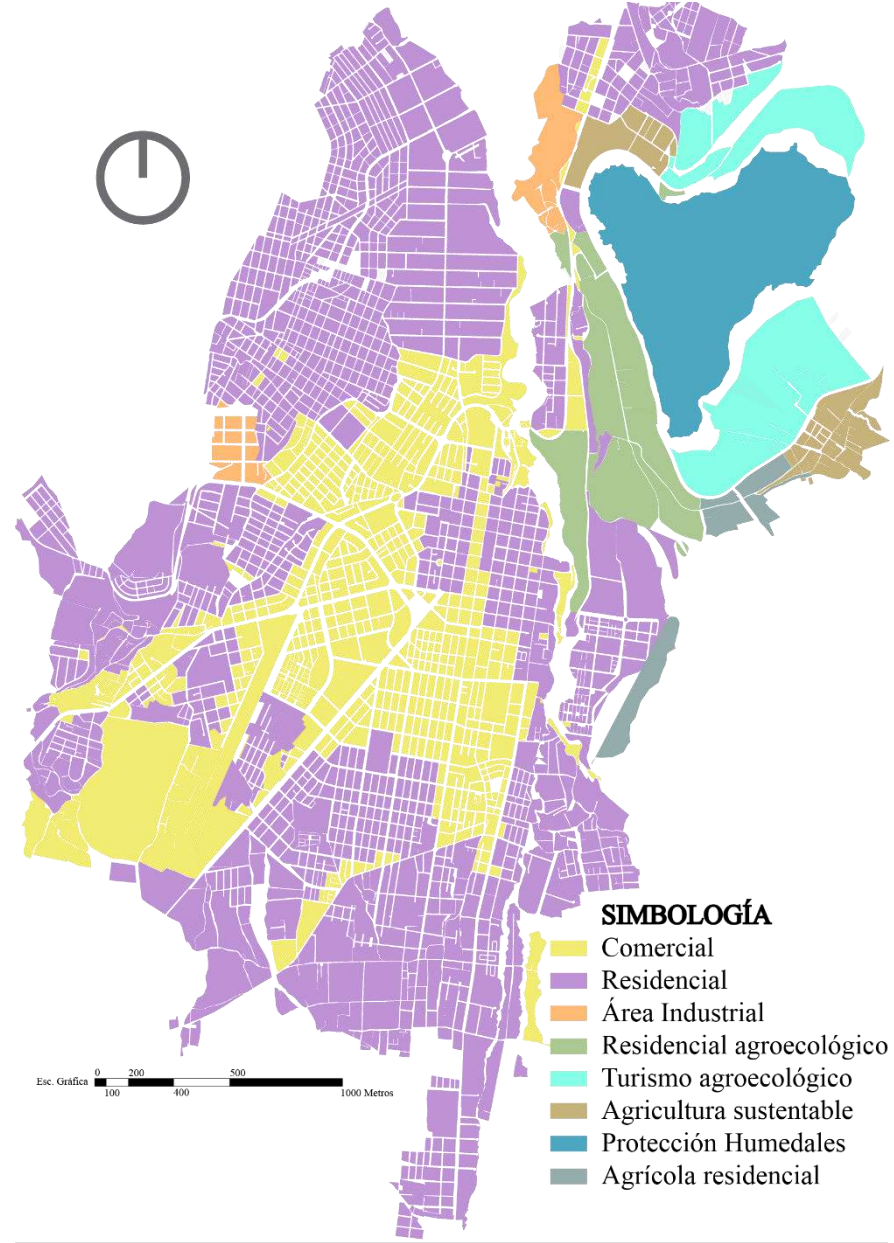 SIMBOLOGÍA
Comercial
Residencial
Área Industrial
Residencial agroecológico
Turismo agroecológico
Agricultura sustentable
Protección Humedales
Agrícola residencial
0 200 500
Esc. Gráfica
100 400 1000 Metros